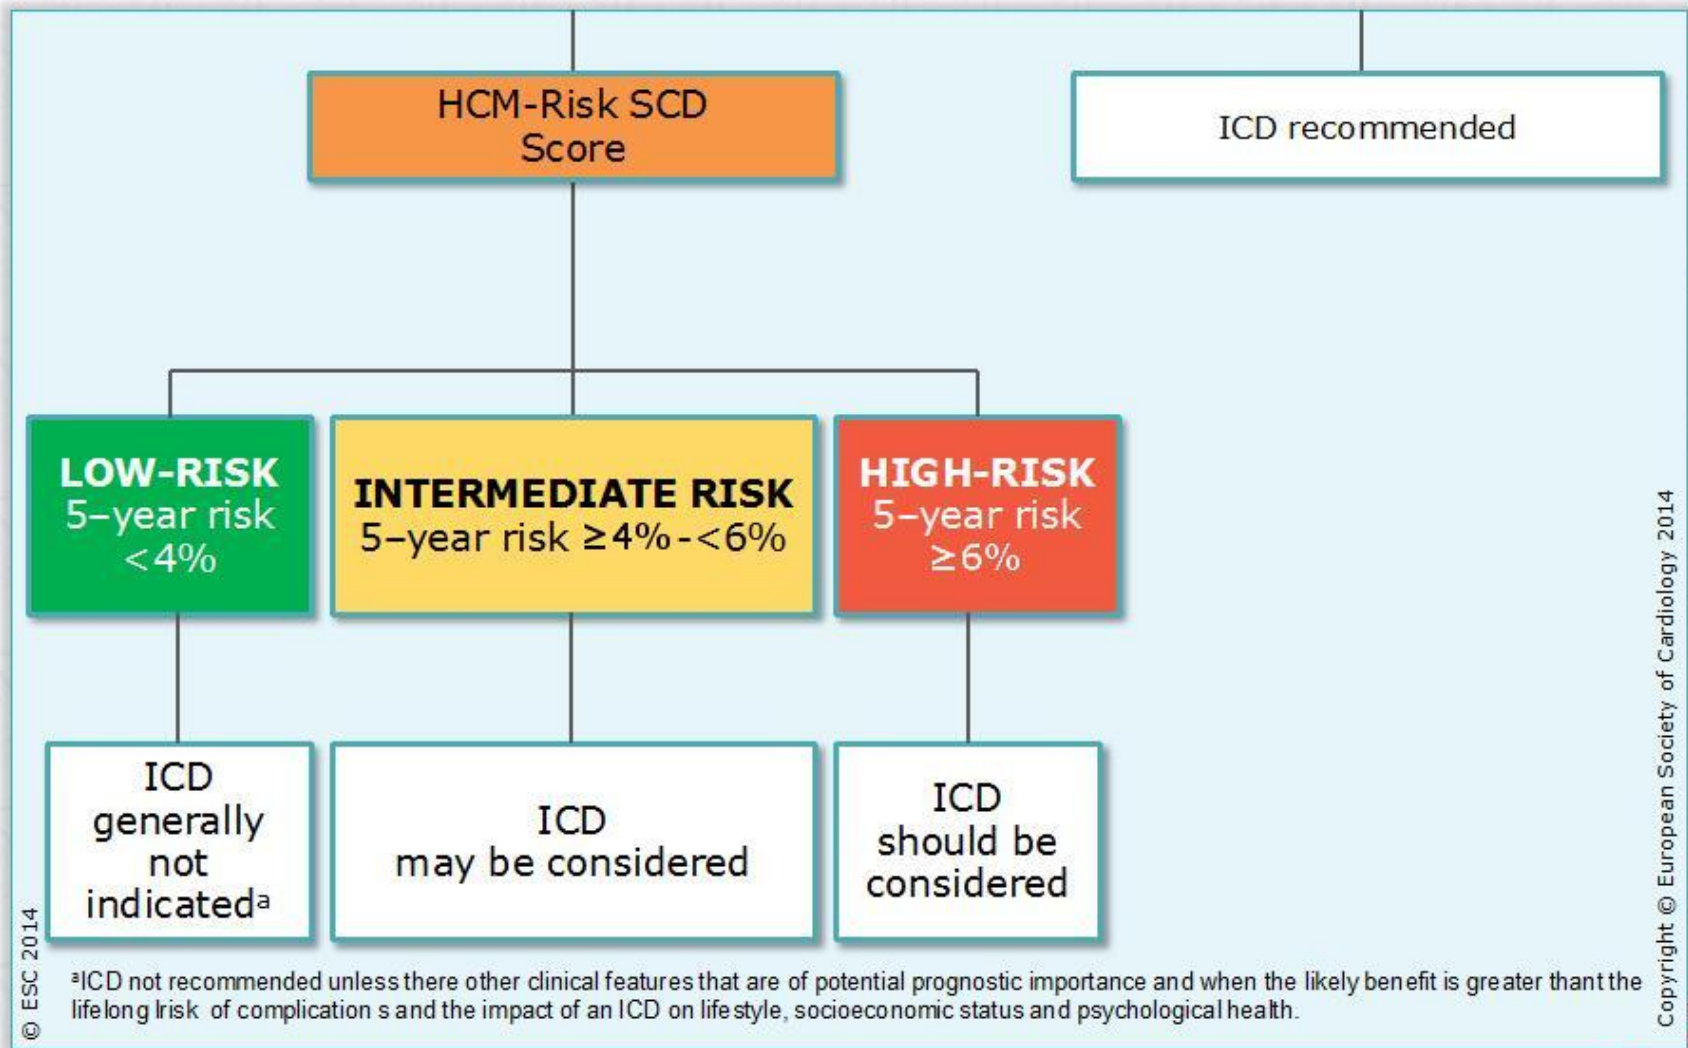 HCM-Risk SCD
Score
ICD recommended
LOW-RISK
5–year risk
<4%
INTERMEDIATE RISK
5–year risk ≥4%-<6%
HIGH-RISK
5–year risk
≥6%
ICD
generally
not
indicatedᵃ
ICD
may be considered
ICD
should be
considered
ᵃICD not recommended unless there other clinical features that are of potential prognostic importance and when the likely benefit is greater thant the
lifelong lrisk of complication s and the impact of an ICD on lifestyle, socioeconomic status and psychological health.
© ESC 2014
Copyright © European Society of Cardiology 2014